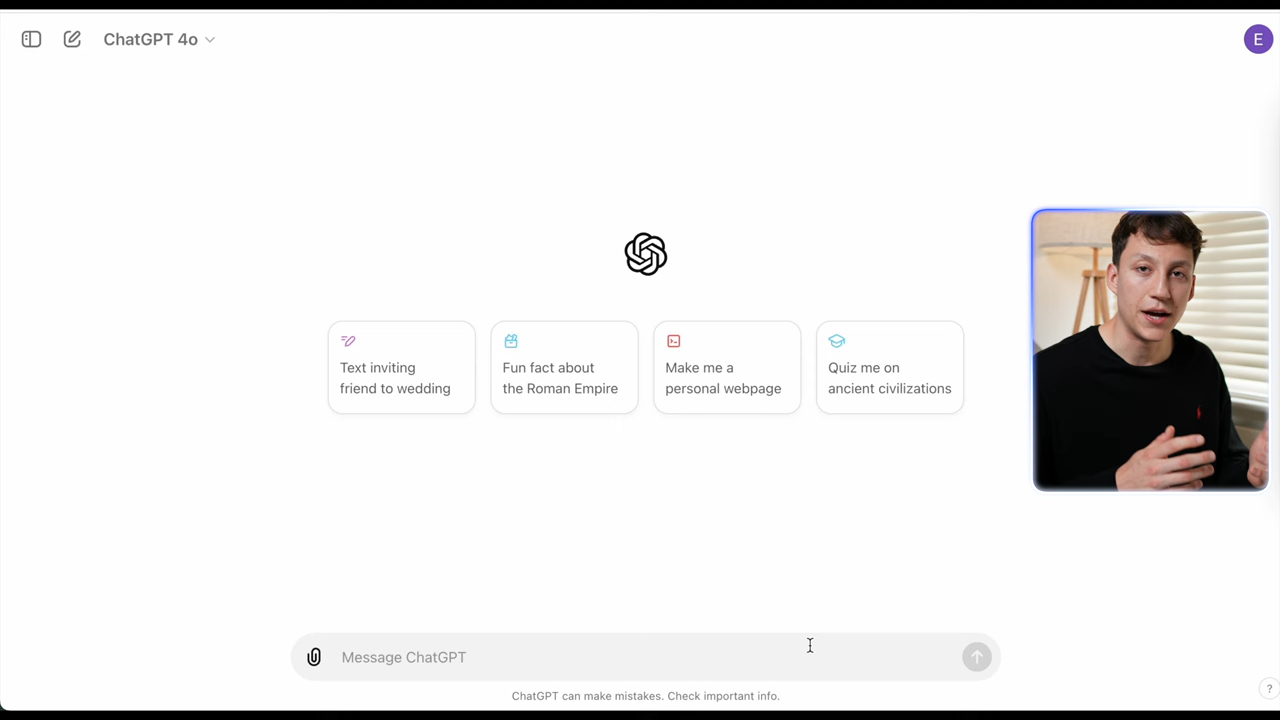 ChatGPT 4o
E
Text inviting
friend to wedding
Fun fact about
the Roman Empire
Make me a
personal webpage
Quiz me on
ancient civilizations
Message ChatGPT
ChatGPT can make mistakes. Check important info.
?